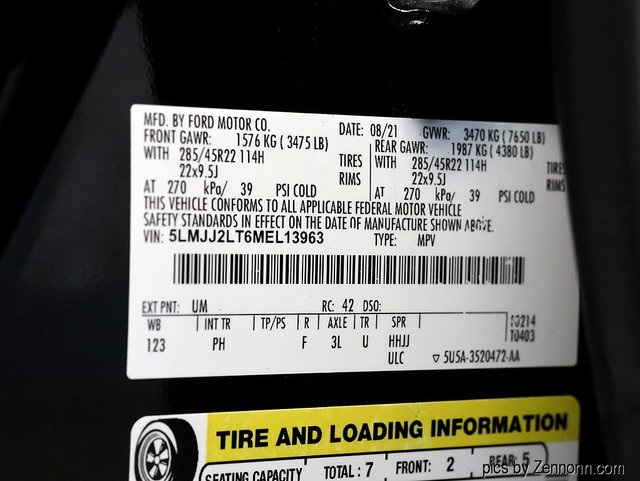 MFD. BY FORD MOTOR CO. DATE: 08/21 GVWR: 3470 KG ( 7650 LB)
FRONT GAWR: 1576 KG ( 3475 LB) REAR GAWR: 1987 KG ( 4380 LB)
WITH 285/45R22 114H TIRES WITH 285/45R22 114H TIRES
22x9.5J RIMS 22x9.5J RIMS
AT 270 kPa/ 39 PSI COLD AT 270 kPa/ 39 PSI COLD
THIS VEHICLE CONFORMS TO ALL APPLICABLE FEDERAL MOTOR VEHICLE
SAFETY STANDARDS IN EFFECT ON THE DATE OF MANUFACTURE SHOWN ABOVE.
VIN: 5LMJJ2LT6MEL13963 TYPE: MPV
EXT PNT: UM RC: 42 DSO:
WB INT TR TP/PS R AXLE TR SPR 10214
123 PH F 3L U HHJJ T0403
ULC ▽ 5U5A-3520472-AA
TIRE AND LOADING INFORMATION
SEATING CAPACITY TOTAL : 7 FRONT: 2 REAR: 5
pics by Zennonn.com